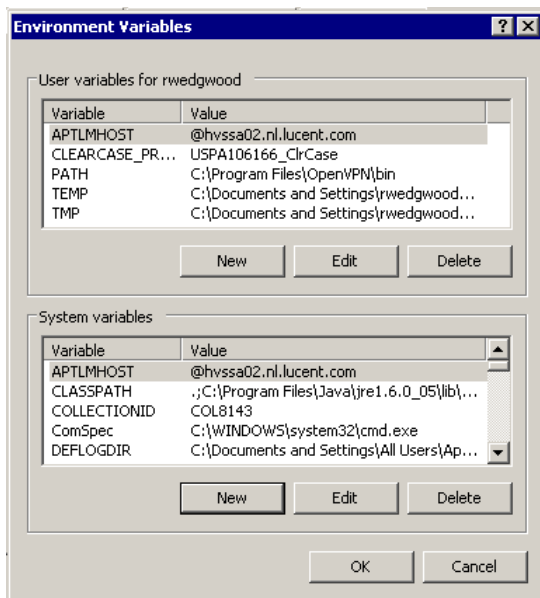 Environment Variables
User variables for rwedgwood
Variable Value
APTLMHOST @hvssa02.nl.lucent.com
CLEARCASE_PR... USPA106166_ClrCase
PATH C:\Program Files\OpenVPN\bin
TEMP C:\Documents and Settings\rwedgwood...
TMP C:\Documents and Settings\rwedgwood...
New Edit Delete
System variables
Variable Value
APTLMHOST @hvssa02.nl.lucent.com
CLASSPATH .;C:\Program Files\Java\jre1.6.0_05\lib\...
COLLECTIONID COL8143
ComSpec C:\WINDOWS\system32\cmd.exe
DEFLOGDIR C:\Documents and Settings\All Users\Ap...
New Edit Delete
OK Cancel